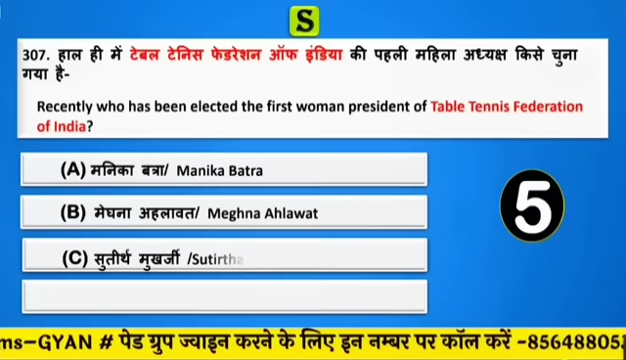 S
307. हाल ही में टेबल टेनिस फेडरेशन ऑफ इंडिया की पहली महिला अध्यक्ष किसे चुना
गया है-
Recently who has been elected the first woman president of Table Tennis Federation
of India?
(A) मनिका बत्रा/ Manika Batra
(B) मेघना अहलावत/ Meghna Ahlawat
5
(C) सुतीर्थ मुखर्जी /Sutirtha
ms-GYAN # पेड ग्रुप ज्वाइन करने के लिए इन नम्बर पर कॉल करें -85648805